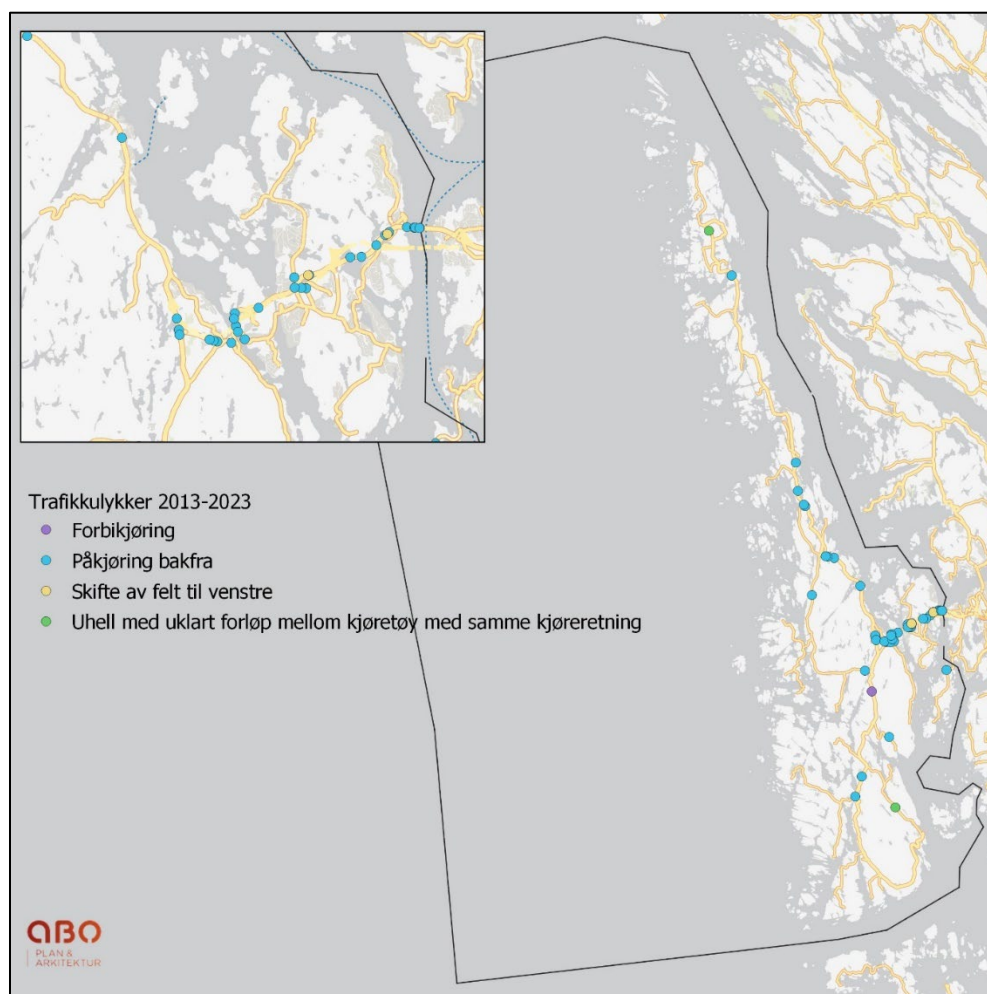 Trafikkulykker 2013-2023
Forbikjøring
Påkjøring bakfra
Skifte av felt til venstre
Uhell med uklart forløp mellom kjøretøy med samme kjøreretning
ABO
PLAN &
ARKITEKTUR